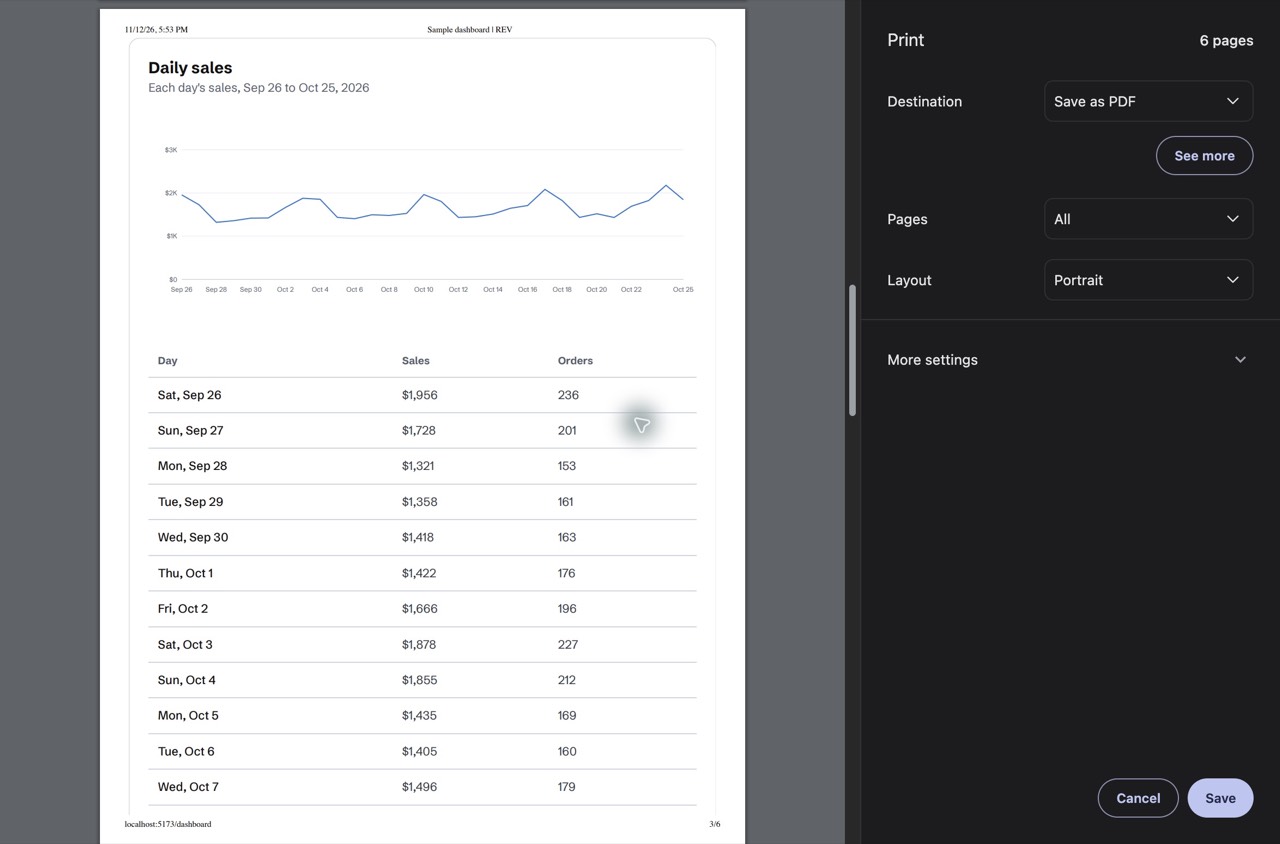 11/12/26, 5:53 PM Sample dashboard | REV
Daily sales
Each day's sales, Sep 26 to Oct 25, 2026
$3K
$2K
$1K
$0
Sep 26 Sep 28 Sep 30 Oct 2 Oct 4 Oct 6 Oct 8 Oct 10 Oct 12 Oct 14 Oct 16 Oct 18 Oct 20 Oct 22 Oct 25
Day Sales Orders
Sat, Sep 26 $1,956 236
Sun, Sep 27 $1,728 201
Mon, Sep 28 $1,321 153
Tue, Sep 29 $1,358 161
Wed, Sep 30 $1,418 163
Thu, Oct 1 $1,422 176
Fri, Oct 2 $1,666 196
Sat, Oct 3 $1,878 227
Sun, Oct 4 $1,855 212
Mon, Oct 5 $1,435 169
Tue, Oct 6 $1,405 160
Wed, Oct 7 $1,496 179
localhost:5173/dashboard 3/6
Print 6 pages
Destination Save as PDF
See more
Pages All
Layout Portrait
More settings
Cancel Save